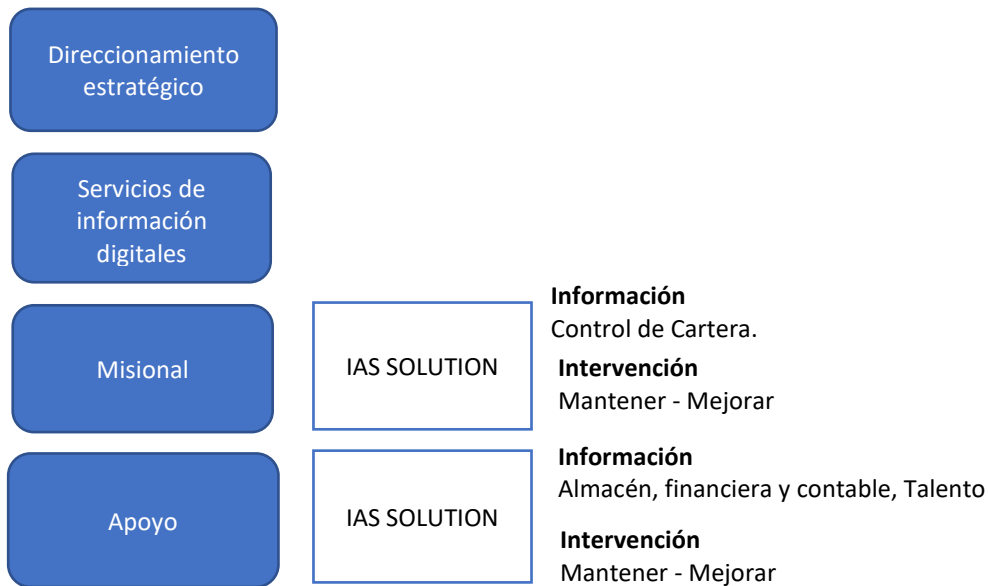 Direccionamiento
estratégico
Servicios de
información
digitales
Misional
IAS SOLUTION
Información
Control de Cartera.
Intervención
Mantener - Mejorar
Apoyo
IAS SOLUTION
Información
Almacén, financiera y contable, Talento
Intervención
Mantener - Mejorar